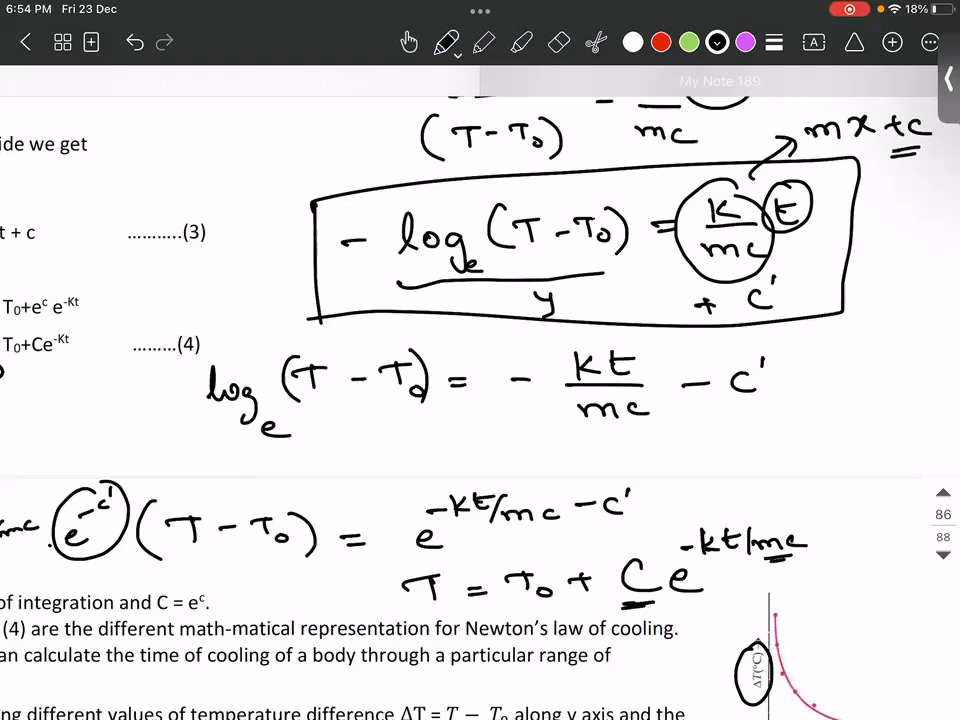 6:54 PM Fri 23 Dec
18%
A
My Note 189
(T - T₀) = mc
mx + c
ide we get
- logₑ (T - T₀) = K/mc t
y + c'
t + c ………..(3)
T₀+eᶜ e⁻ᴷᵗ
T₀+Ce⁻ᴷᵗ ………(4)
logₑ (T - T₀) = - kt/mc - c'
mc e^-c' (T - T₀) = e^-kt/mc - c'
T = T₀ + C e^-kt/mc
86
88
of integration and C = eᶜ.
(4) are the different math-matical representation for Newton's law of cooling.
an calculate the time of cooling of a body through a particular range of
ΔT(°C)
ng different values of temperature difference ΔT = T − T₀ along y axis and the